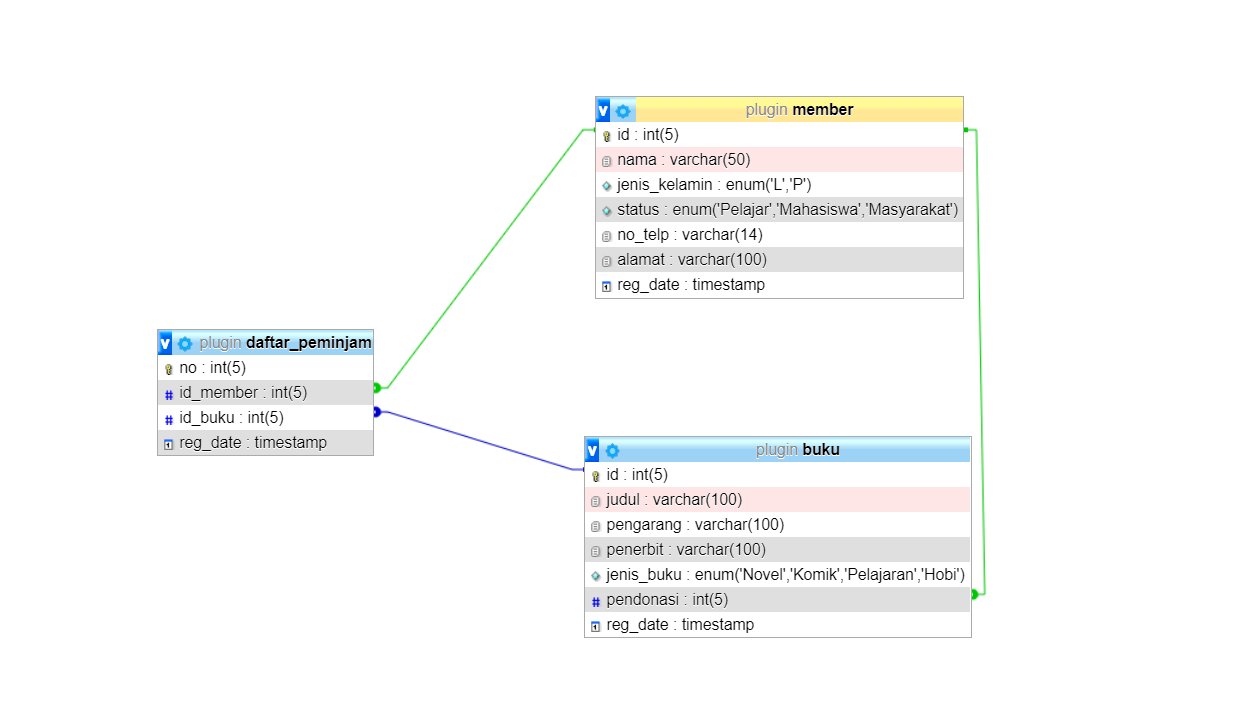 plugin member
id : int(5)
nama : varchar(50)
jenis_kelamin : enum('L','P')
status : enum('Pelajar','Mahasiswa','Masyarakat')
no_telp : varchar(14)
alamat : varchar(100)
reg_date : timestamp
plugin daftar_peminjam
no : int(5)
id_member : int(5)
id_buku : int(5)
reg_date : timestamp
plugin buku
id : int(5)
judul : varchar(100)
pengarang : varchar(100)
penerbit : varchar(100)
jenis_buku : enum('Novel','Komik','Pelajaran','Hobi')
pendonasi : int(5)
reg_date : timestamp